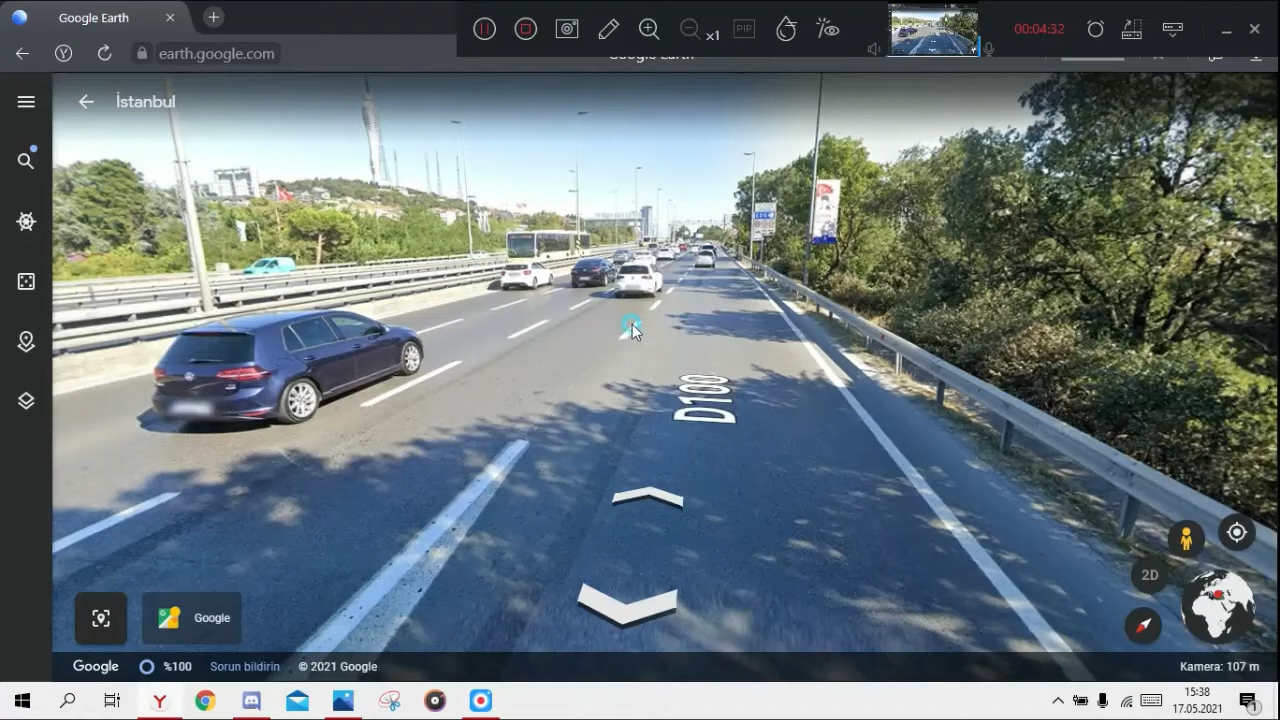 Google Earth
x1
PIP
00:04:32
earth.google.com
Google Earth
İstanbul
D100
2D
Google
Google
%100
Sorun bildirin
© 2021 Google
Kamera: 107 m
15:38
17.05.2021
1